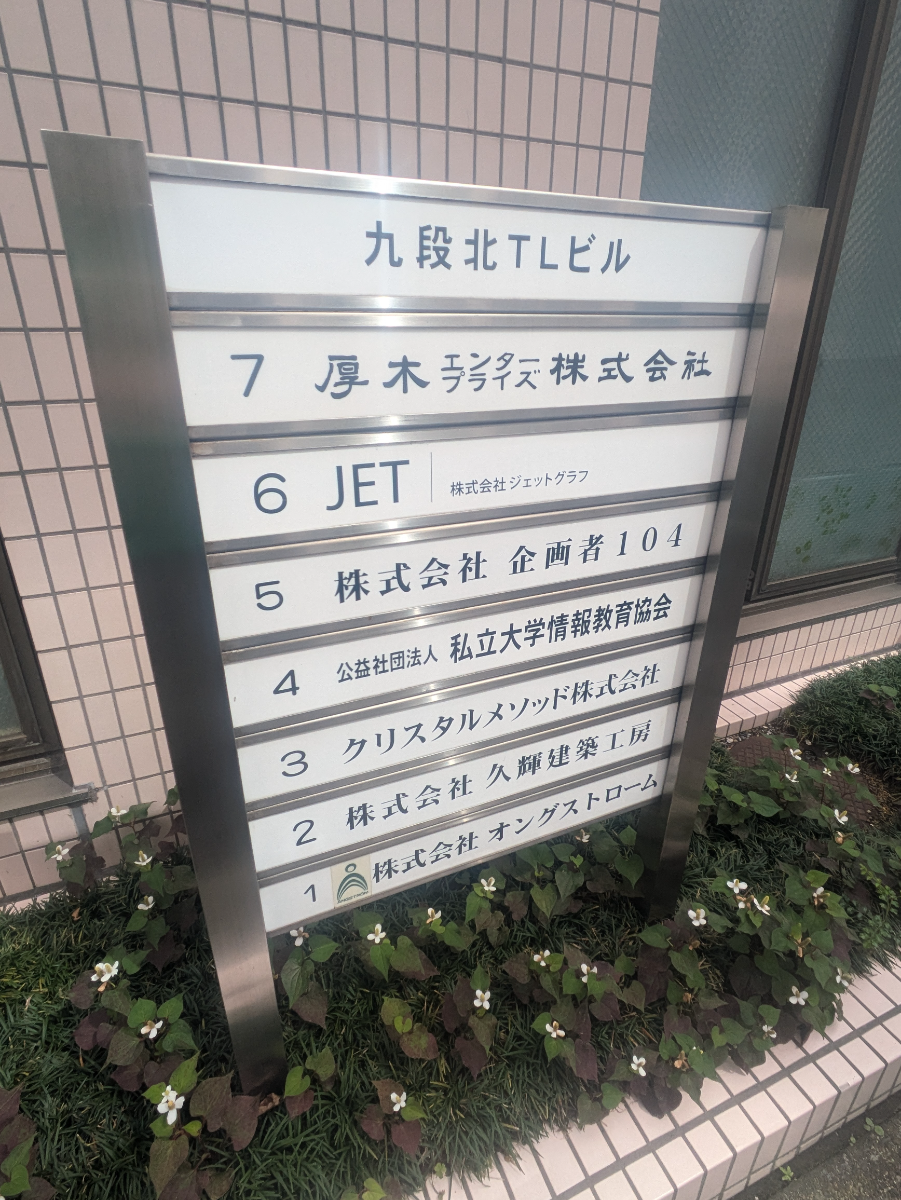 九段北TLビル
7 厚木エンタープライズ株式会社
6 JET 株式会社ジェットグラフ
5 株式会社 企画者104
4 公益社団法人 私立大学情報教育協会
3 クリスタルメソッド株式会社
2 株式会社 久輝建築工房
1 株式会社 オングストローム